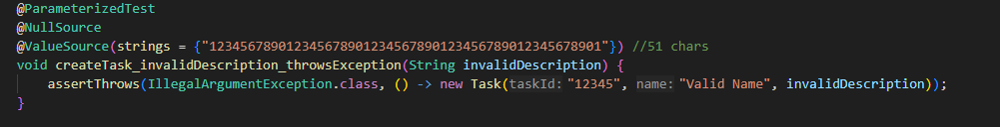 @ParameterizedTest
@NullSource
@ValueSource(strings = {"123456789012345678901234567890123456789012345678901"}) //51 chars
void createTask_invalidDescription_throwsException(String invalidDescription) {
    assertThrows(IllegalArgumentException.class, () -> new Task(taskId: "12345", name: "Valid Name", invalidDescription));
}